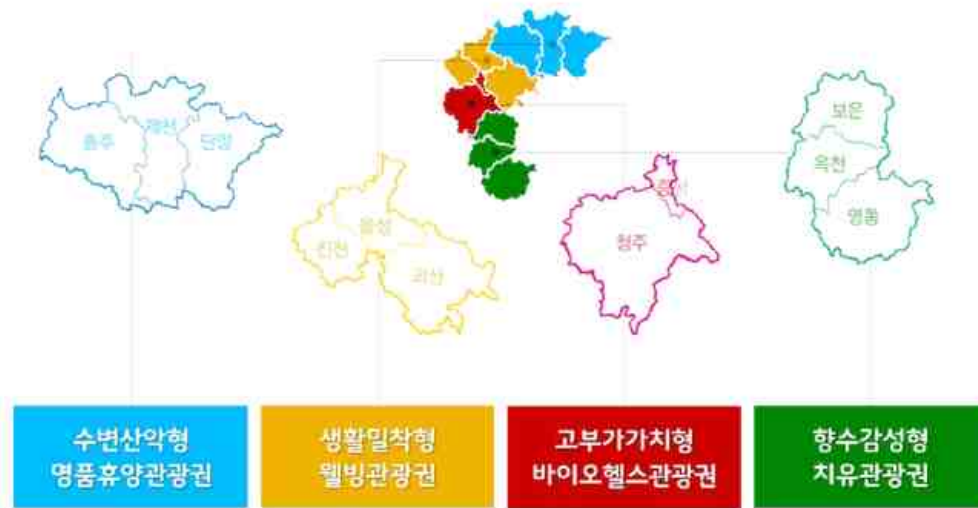 충주
제천
단양
음성
진천
괴산
증평
청주
보은
옥천
영동
수변산악형
명품휴양관광권
생활밀착형
웰빙관광권
고부가가치형
바이오헬스관광권
향수감성형
치유관광권